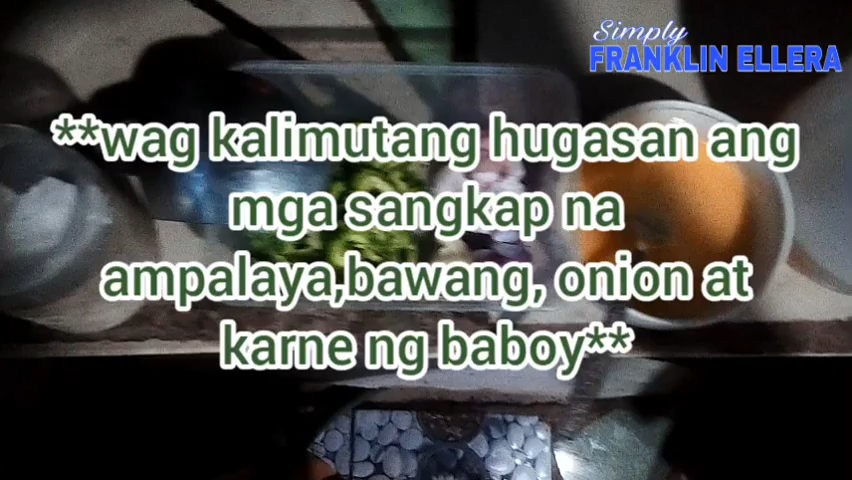 Simply
FRANKLIN ELLERA
**wag kalimutang hugasan ang
mga sangkap na
ampalaya,bawang, onion at
karne ng baboy**